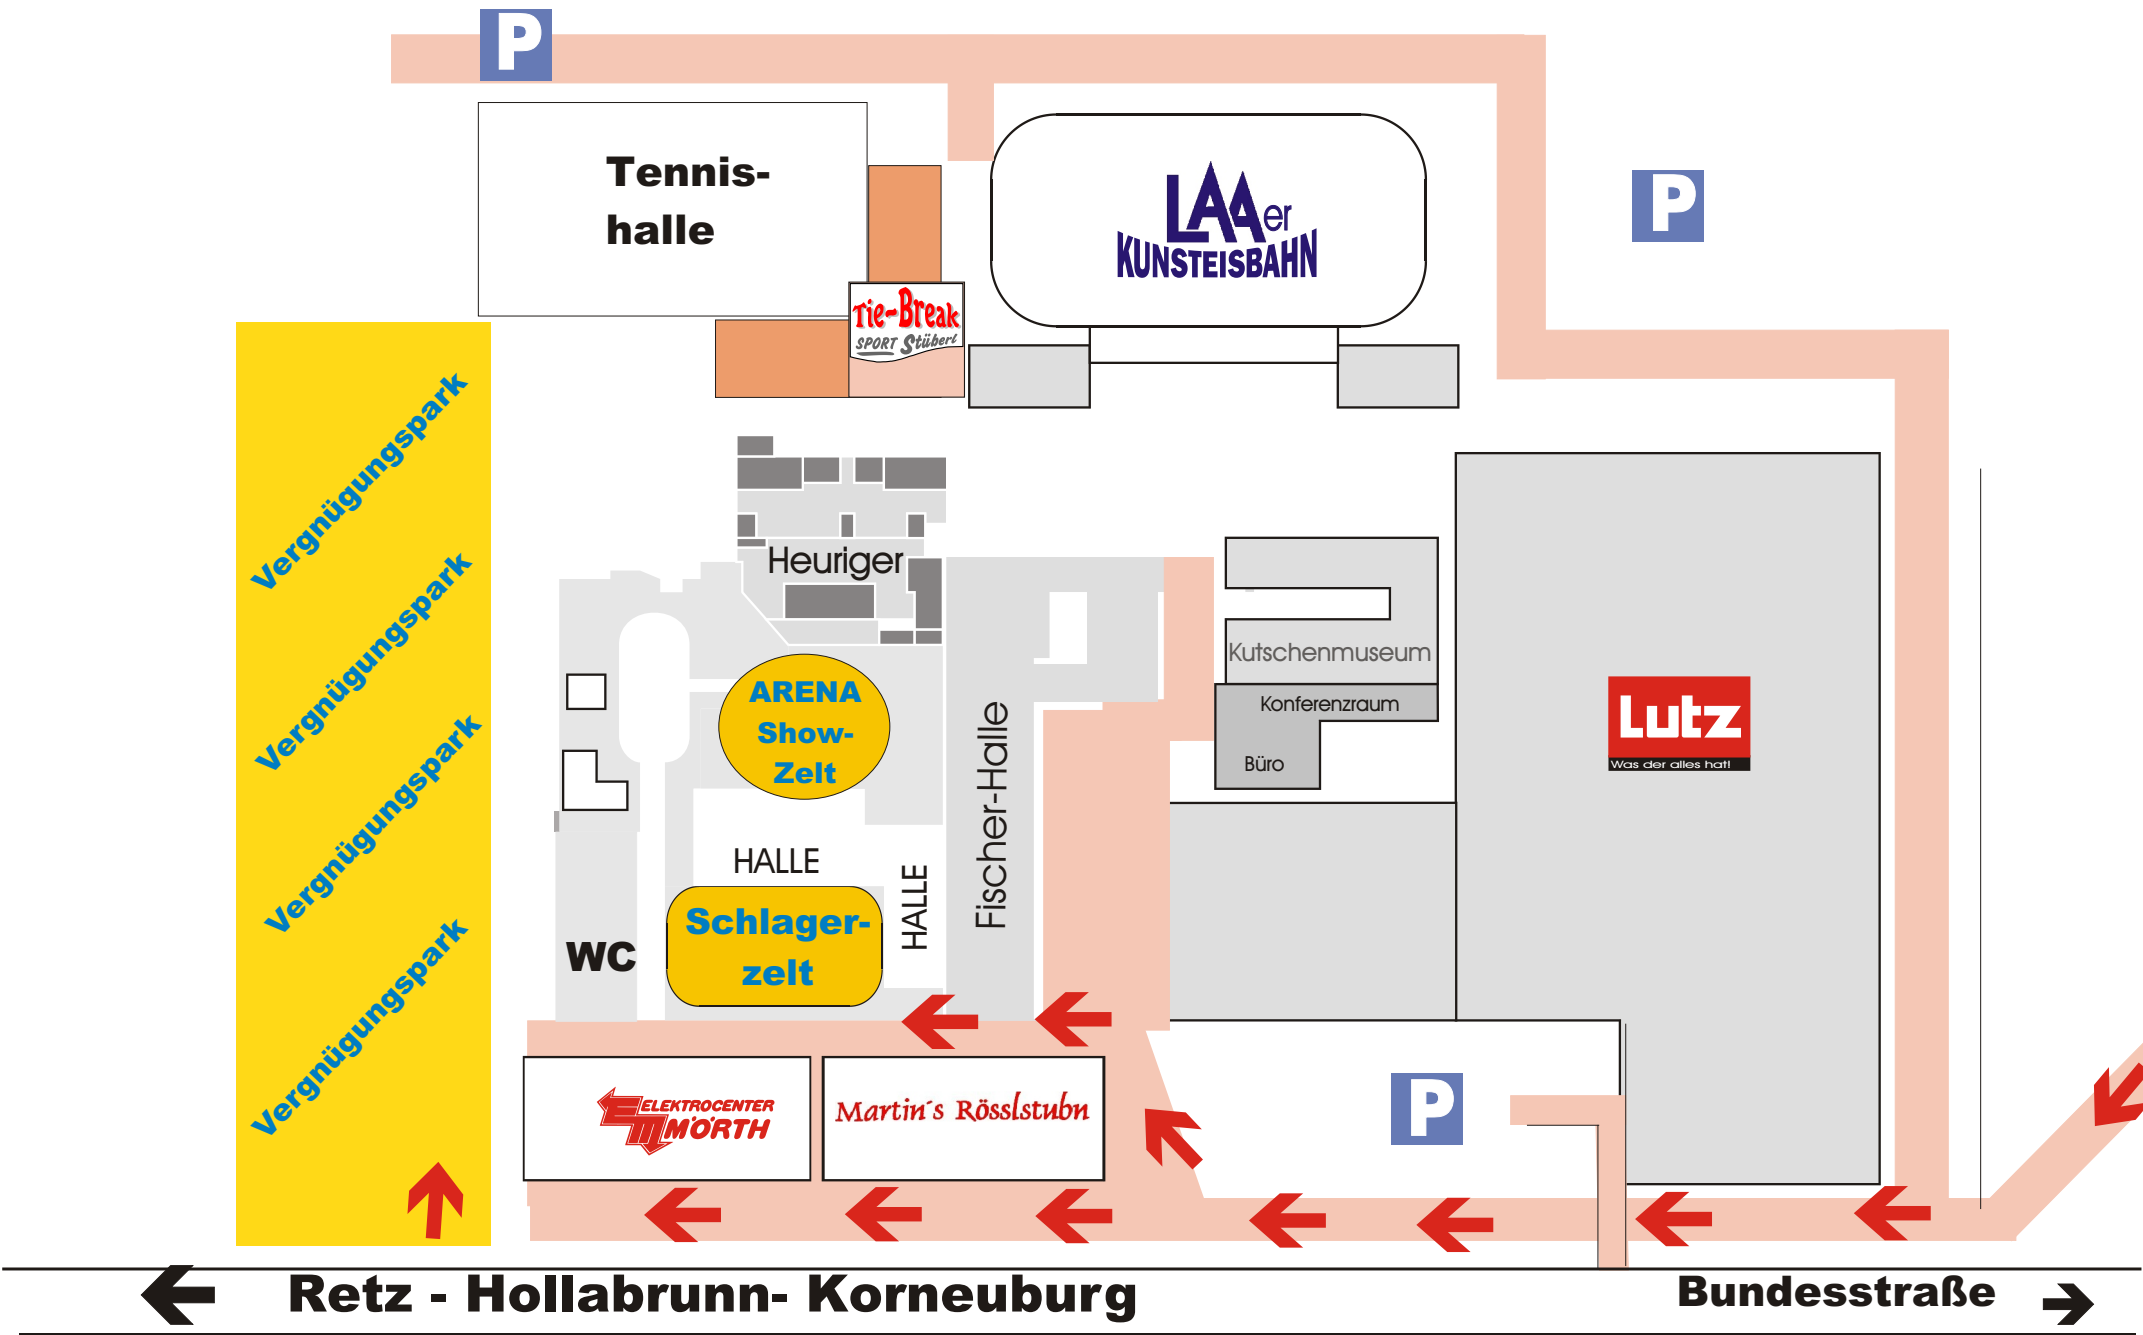 P
Tennis-
halle
LAAer
KUNSTEISBAHN
P
Tie-Break
SPORT Stüberl
Vergnügungspark
Vergnügungspark
Vergnügungspark
Vergnügungspark
Heuriger
ARENA
Show-
Zelt
HALLE
HALLE
Fischer-Halle
Schlager-
zelt
WC
Kutschenmuseum
Konferenzraum
Büro
Lutz
Was der alles hat!
EM ELEKTROCENTER
MÖRTH
Martin´s Rösslstubn
P
Retz - Hollabrunn- Korneuburg
Bundesstraße